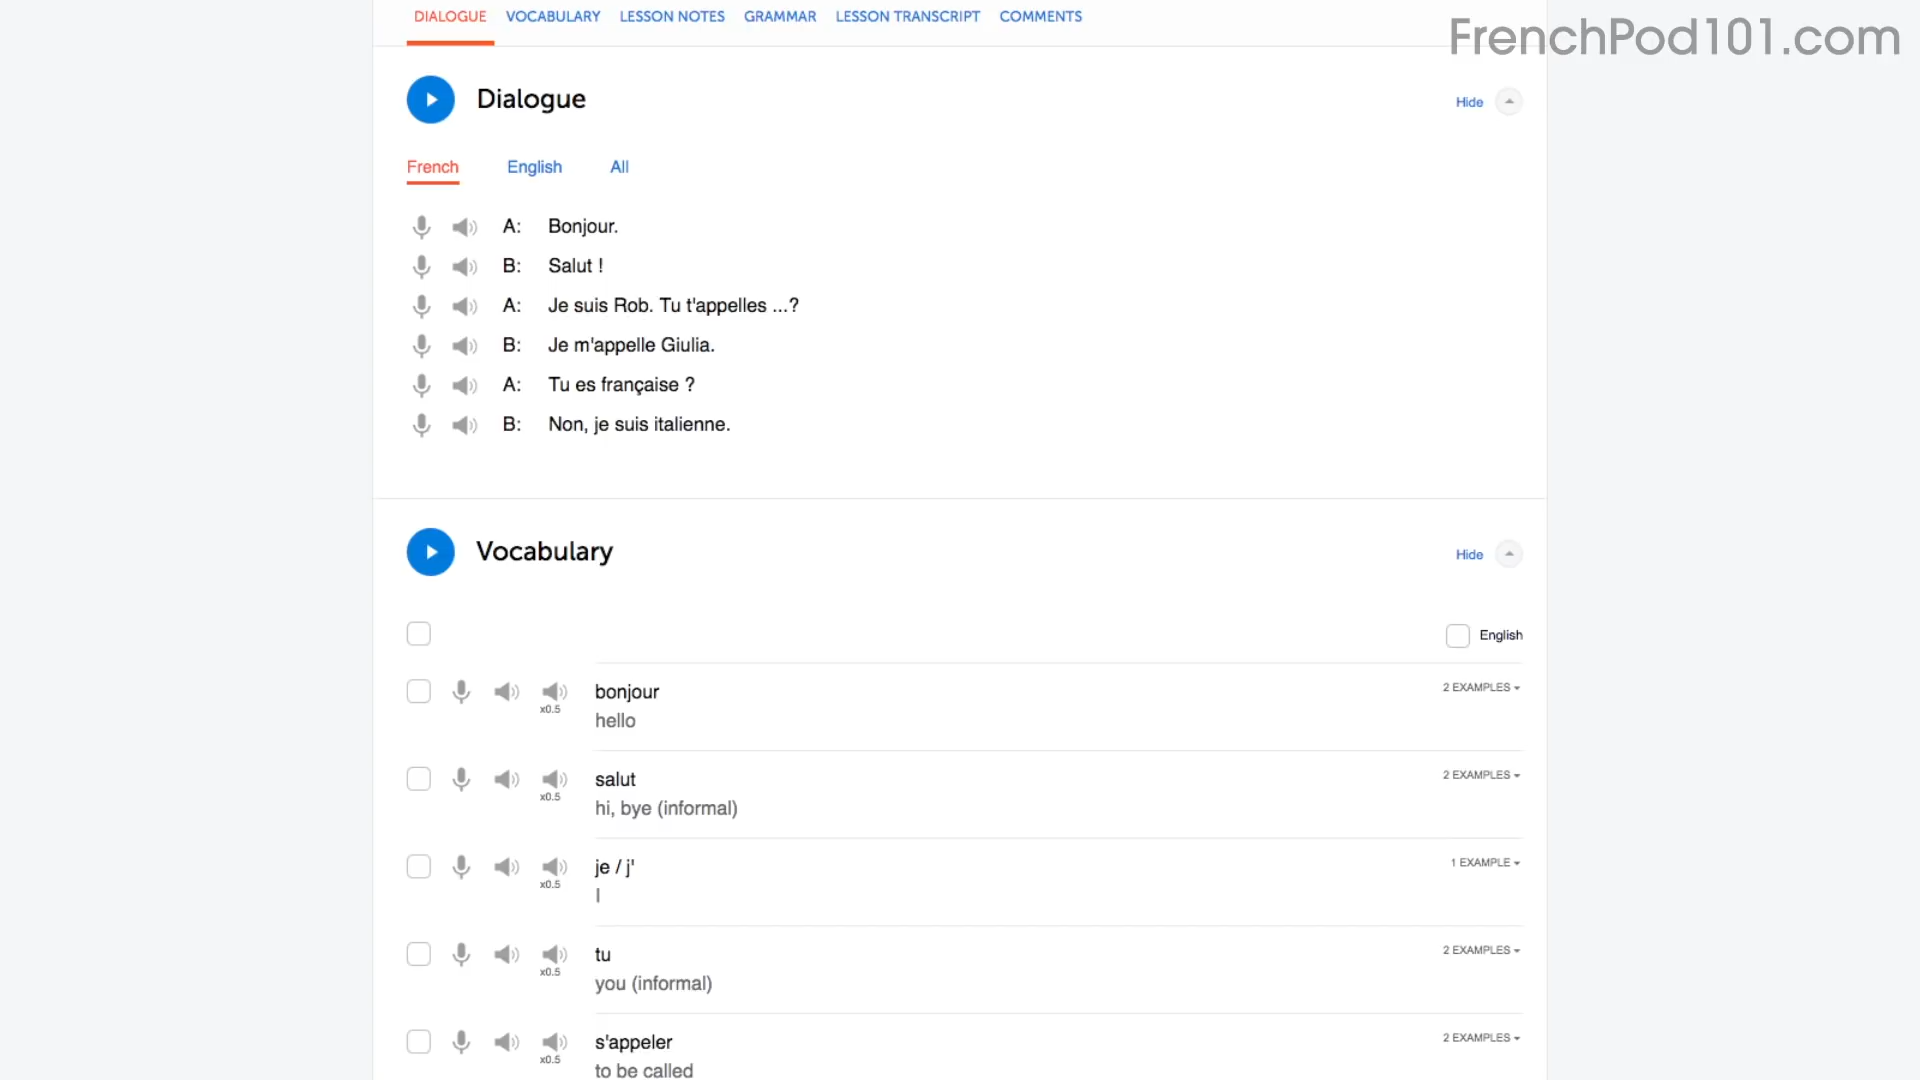 DIALOGUE VOCABULARY LESSON NOTES GRAMMAR LESSON TRANSCRIPT COMMENTS
FrenchPod101.com
Dialogue
Hide
French English All
A: Bonjour.
B: Salut !
A: Je suis Rob. Tu t'appelles ...?
B: Je m'appelle Giulia.
A: Tu es française ?
B: Non, je suis italienne.
Vocabulary
Hide
English
bonjour
2 EXAMPLES
x0.5
hello
salut
2 EXAMPLES
x0.5
hi, bye (informal)
je / j'
1 EXAMPLE
x0.5
I
tu
2 EXAMPLES
x0.5
you (informal)
s'appeler
2 EXAMPLES
x0.5
to be called